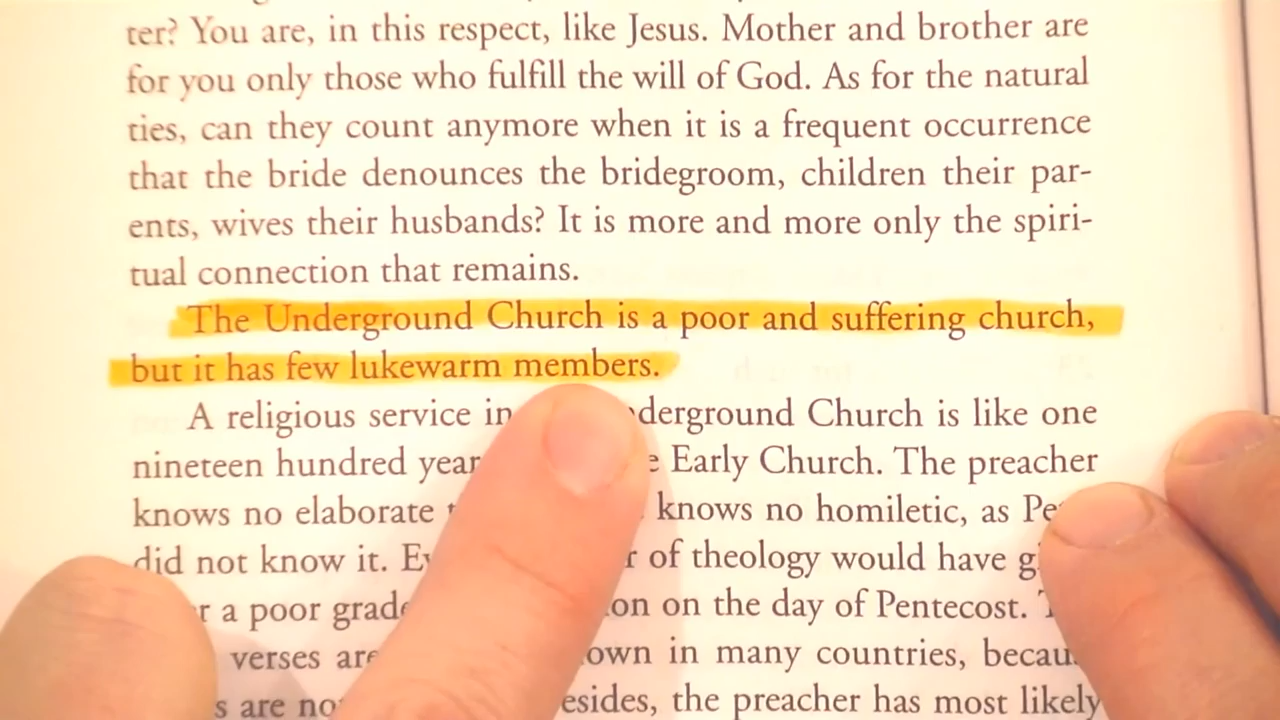 ter? You are, in this respect, like Jesus. Mother and brother are
for you only those who fulfill the will of God. As for the natural
ties, can they count anymore when it is a frequent occurrence
that the bride denounces the bridegroom, children their par-
ents, wives their husbands? It is more and more only the spiri-
tual connection that remains.
The Underground Church is a poor and suffering church,
but it has few lukewarm members.
A religious service in derground Church is like one
nineteen hundred year Early Church. The preacher
knows no elaborate knows no homiletic, as Pe
did not know it. of theology would have g
a poor grade on the day of Pentecost.
verses are own in many countries, becau
are no esides, the preacher has most likely